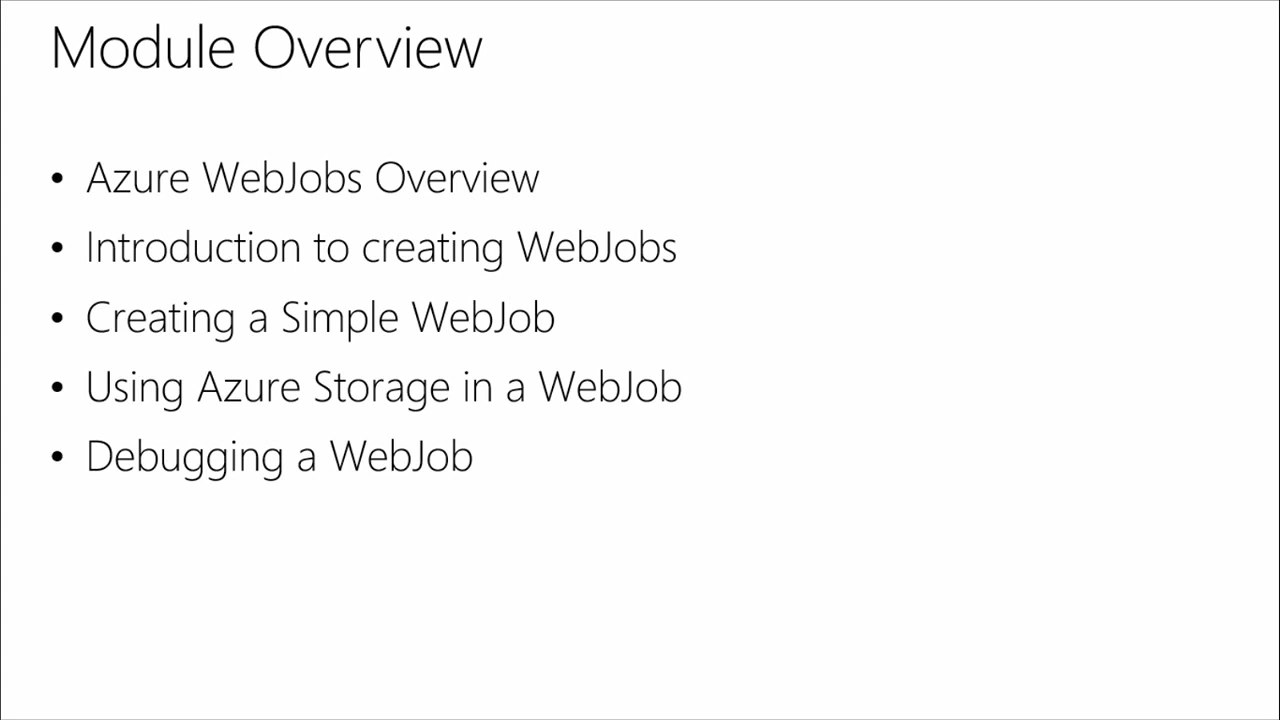 Module Overview
• Azure WebJobs Overview
• Introduction to creating WebJobs
• Creating a Simple WebJob
• Using Azure Storage in a WebJob
• Debugging a WebJob